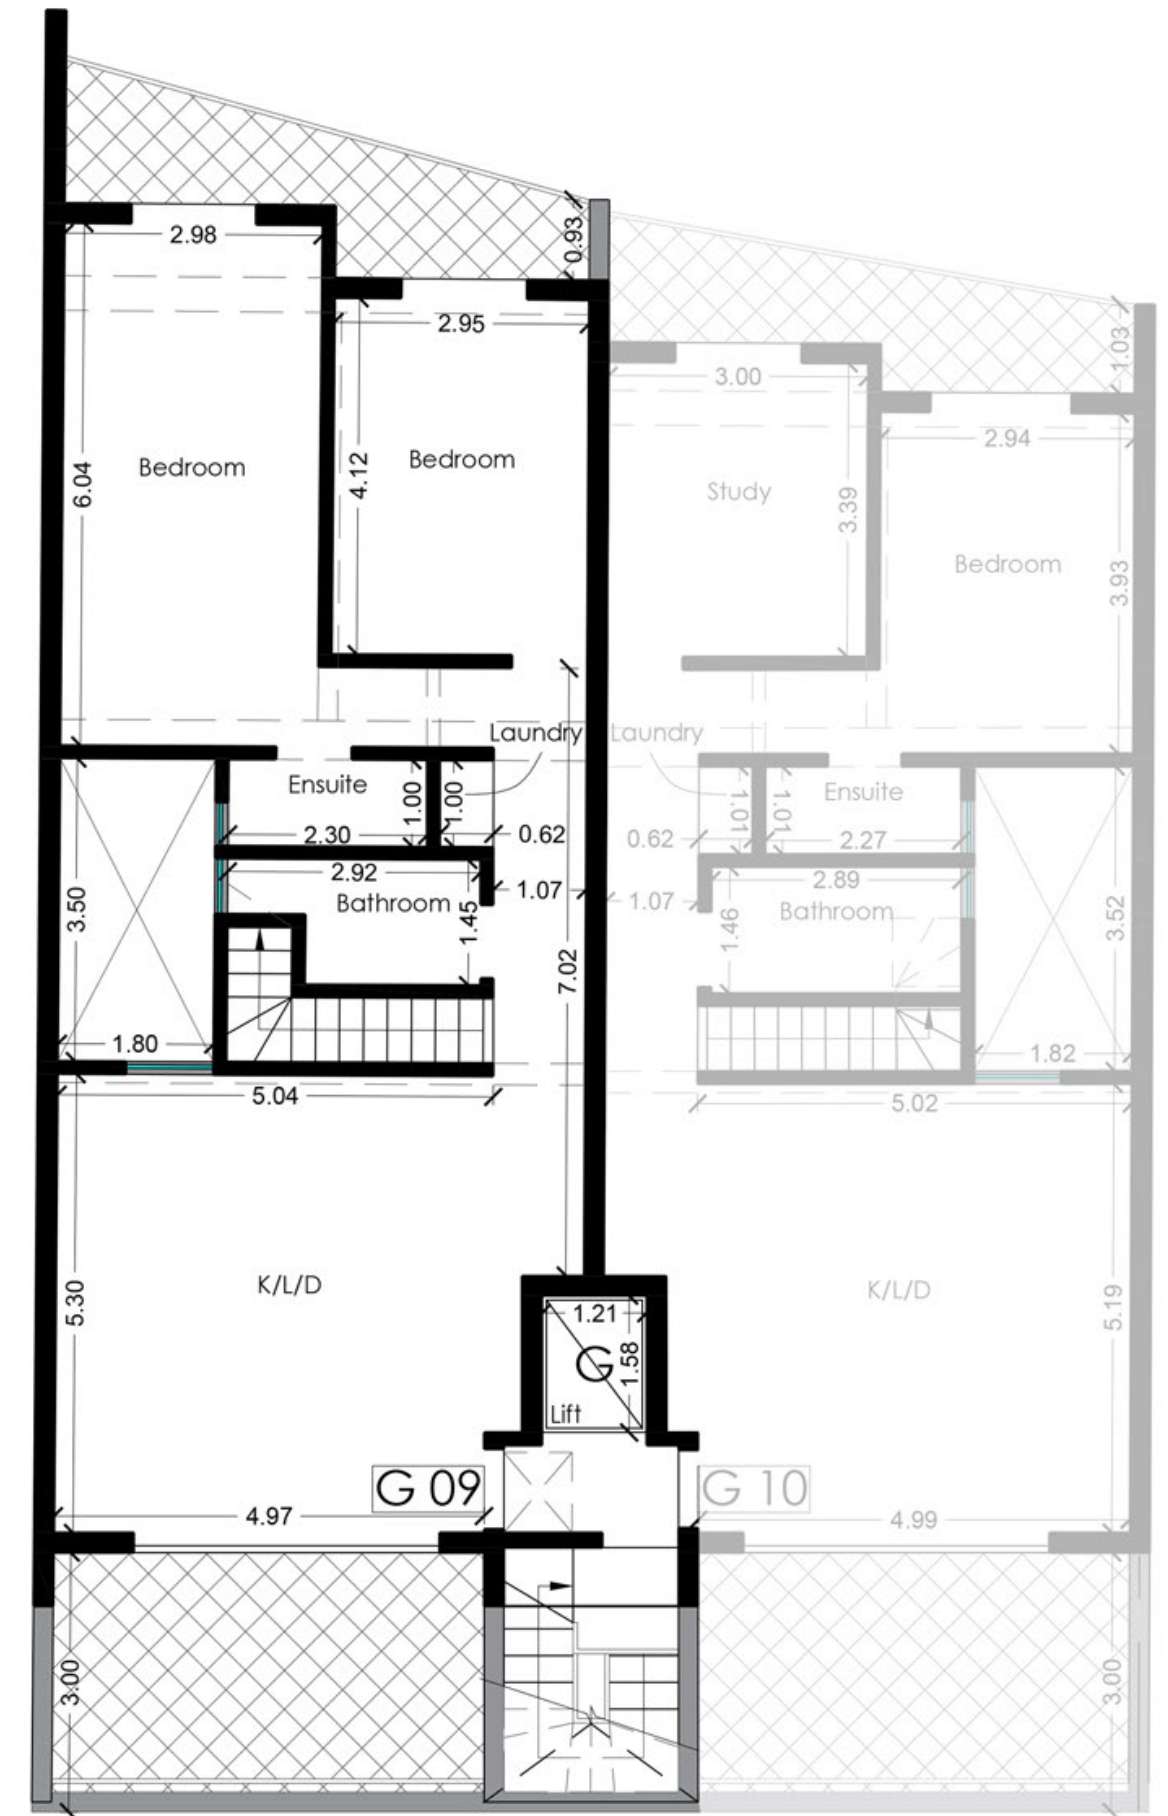 0.93
2.98
2.95
1.03
3.00
2.94
Bedroom
6.04
4.12
Bedroom
Study
3.39
Bedroom
3.93
Laundry
Laundry
Ensuite
1.00
1.00
2.30
0.62
0.62
1.01
1.01
Ensuite
2.27
2.92
Bathroom
1.45
1.07
1.07
2.89
Bathroom
1.46
3.50
3.52
7.02
1.80
1.82
5.04
5.02
K/L/D
5.30
K/L/D
5.19
1.21
1.58
G
Lift
G 09
G 10
4.97
4.99
3.00
3.00